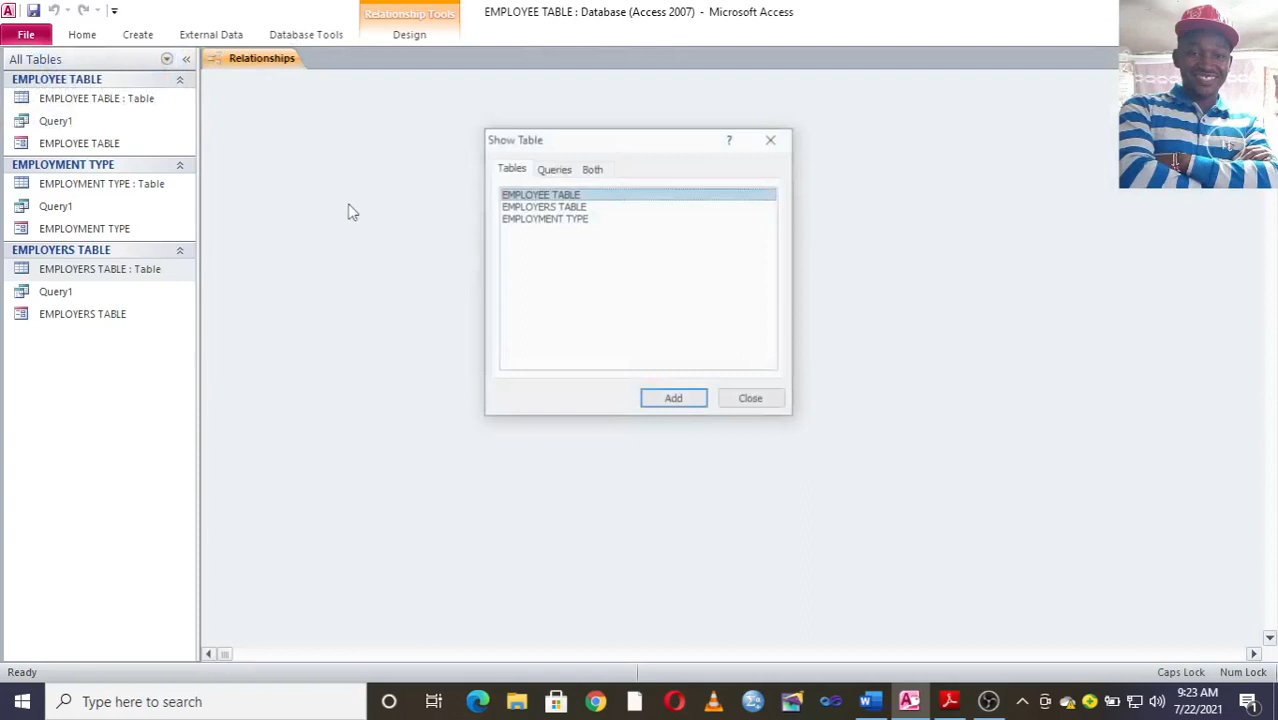 Relationship Tools
EMPLOYEE TABLE : Database (Access 2007) - Microsoft Access
File
Home
Create
External Data
Database Tools
Design
All Tables
Relationships
EMPLOYEE TABLE
EMPLOYEE TABLE : Table
Query1
EMPLOYEE TABLE
EMPLOYMENT TYPE
EMPLOYMENT TYPE : Table
Query1
EMPLOYMENT TYPE
EMPLOYERS TABLE
EMPLOYERS TABLE : Table
Query1
EMPLOYERS TABLE
Show Table
?
Tables
Queries
Both
EMPLOYEE TABLE
EMPLOYERS TABLE
EMPLOYMENT TYPE
Add
Close
Ready
Caps Lock
Num Lock
Type here to search
9:23 AM
7/22/2021
1